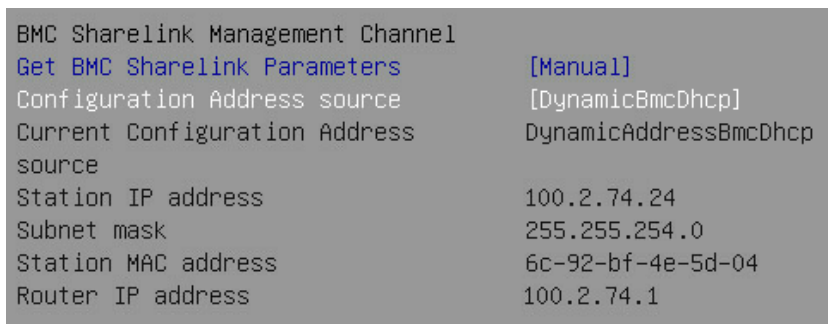 BMC Sharelink Management Channel
Get BMC Sharelink Parameters [Manual]
Configuration Address source [DynamicBmcDhcp]
Current Configuration Address DynamicAddressBmcDhcp
source
Station IP address 100.2.74.24
Subnet mask 255.255.254.0
Station MAC address 6c-92-bf-4e-5d-04
Router IP address 100.2.74.1